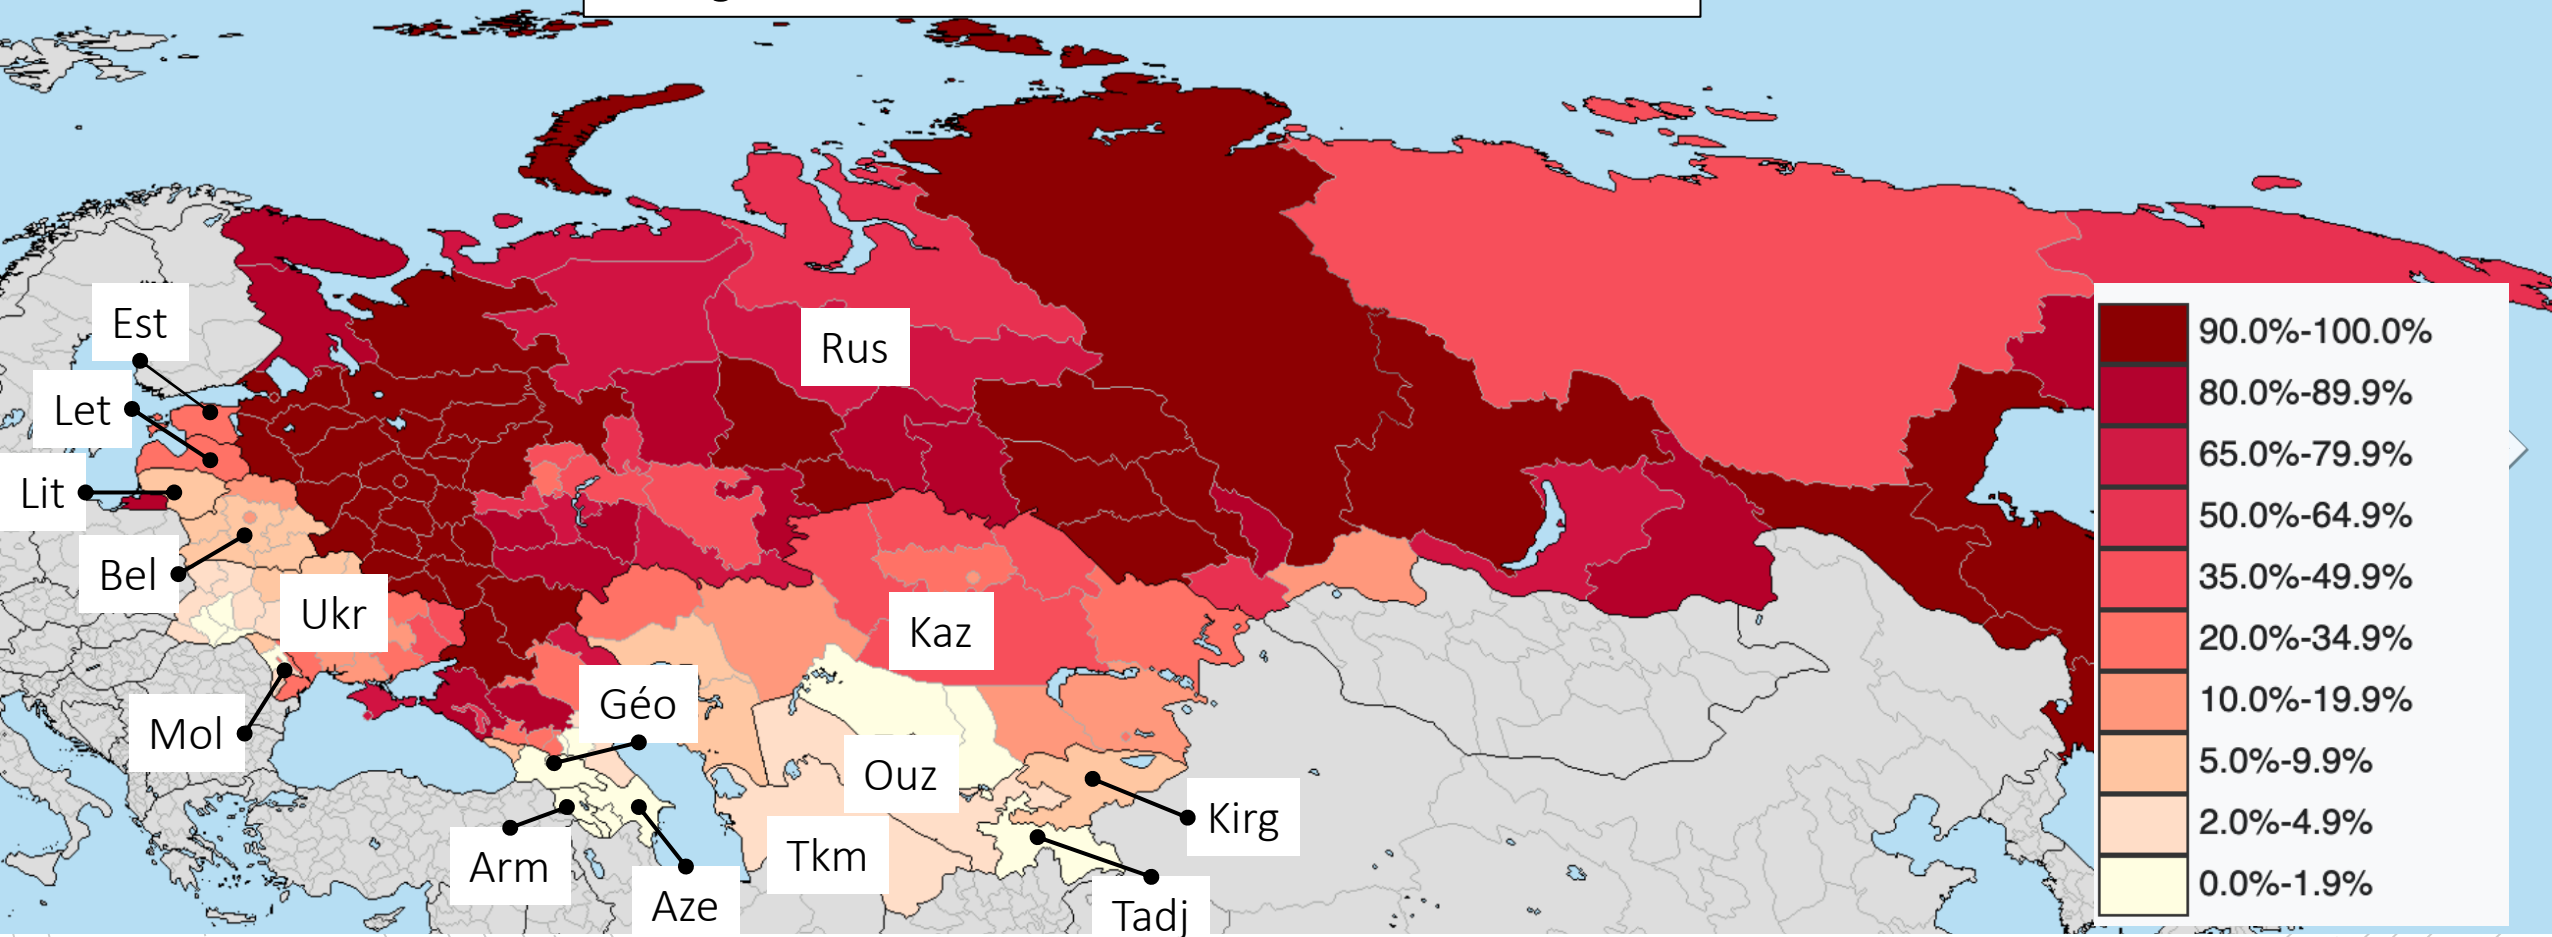 Est
Let
Lit
Bel
Ukr
Mol
Rus
Kaz
Géo
Ouz
Tkm
Arm
Aze
Kirg
Tadj
90.0%-100.0%
80.0%-89.9%
65.0%-79.9%
50.0%-64.9%
35.0%-49.9%
20.0%-34.9%
10.0%-19.9%
5.0%-9.9%
2.0%-4.9%
0.0%-1.9%